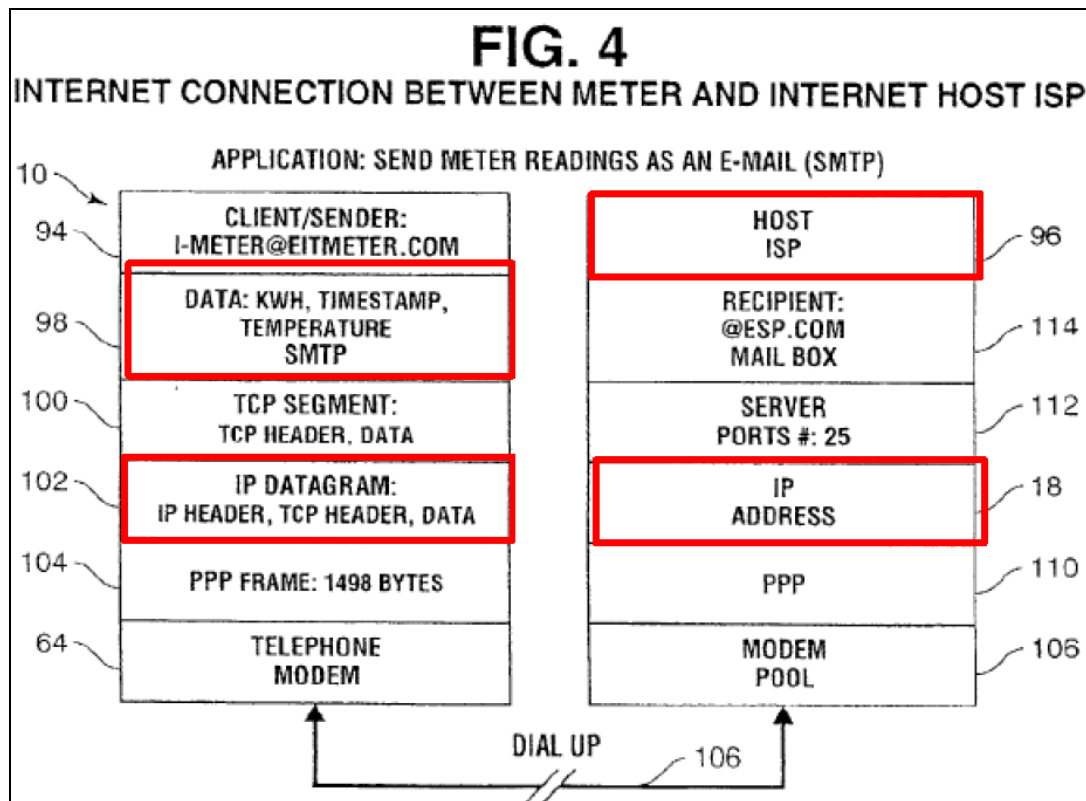 FIG. 4
INTERNET CONNECTION BETWEEN METER AND INTERNET HOST ISP
APPLICATION: SEND METER READINGS AS AN E-MAIL (SMTP)
10
94
CLIENT/SENDER:
I-METER@EITMETER.COM
98
DATA: KWH, TIMESTAMP,
TEMPERATURE
SMTP
100
TCP SEGMENT:
TCP HEADER, DATA
102
IP DATAGRAM:
IP HEADER, TCP HEADER, DATA
104
PPP FRAME: 1498 BYTES
64
TELEPHONE
MODEM
HOST
ISP
96
RECIPIENT:
@ESP.COM
MAIL BOX
114
SERVER
PORTS #: 25
112
IP
ADDRESS
18
PPP
110
MODEM
POOL
106
DIAL UP
106